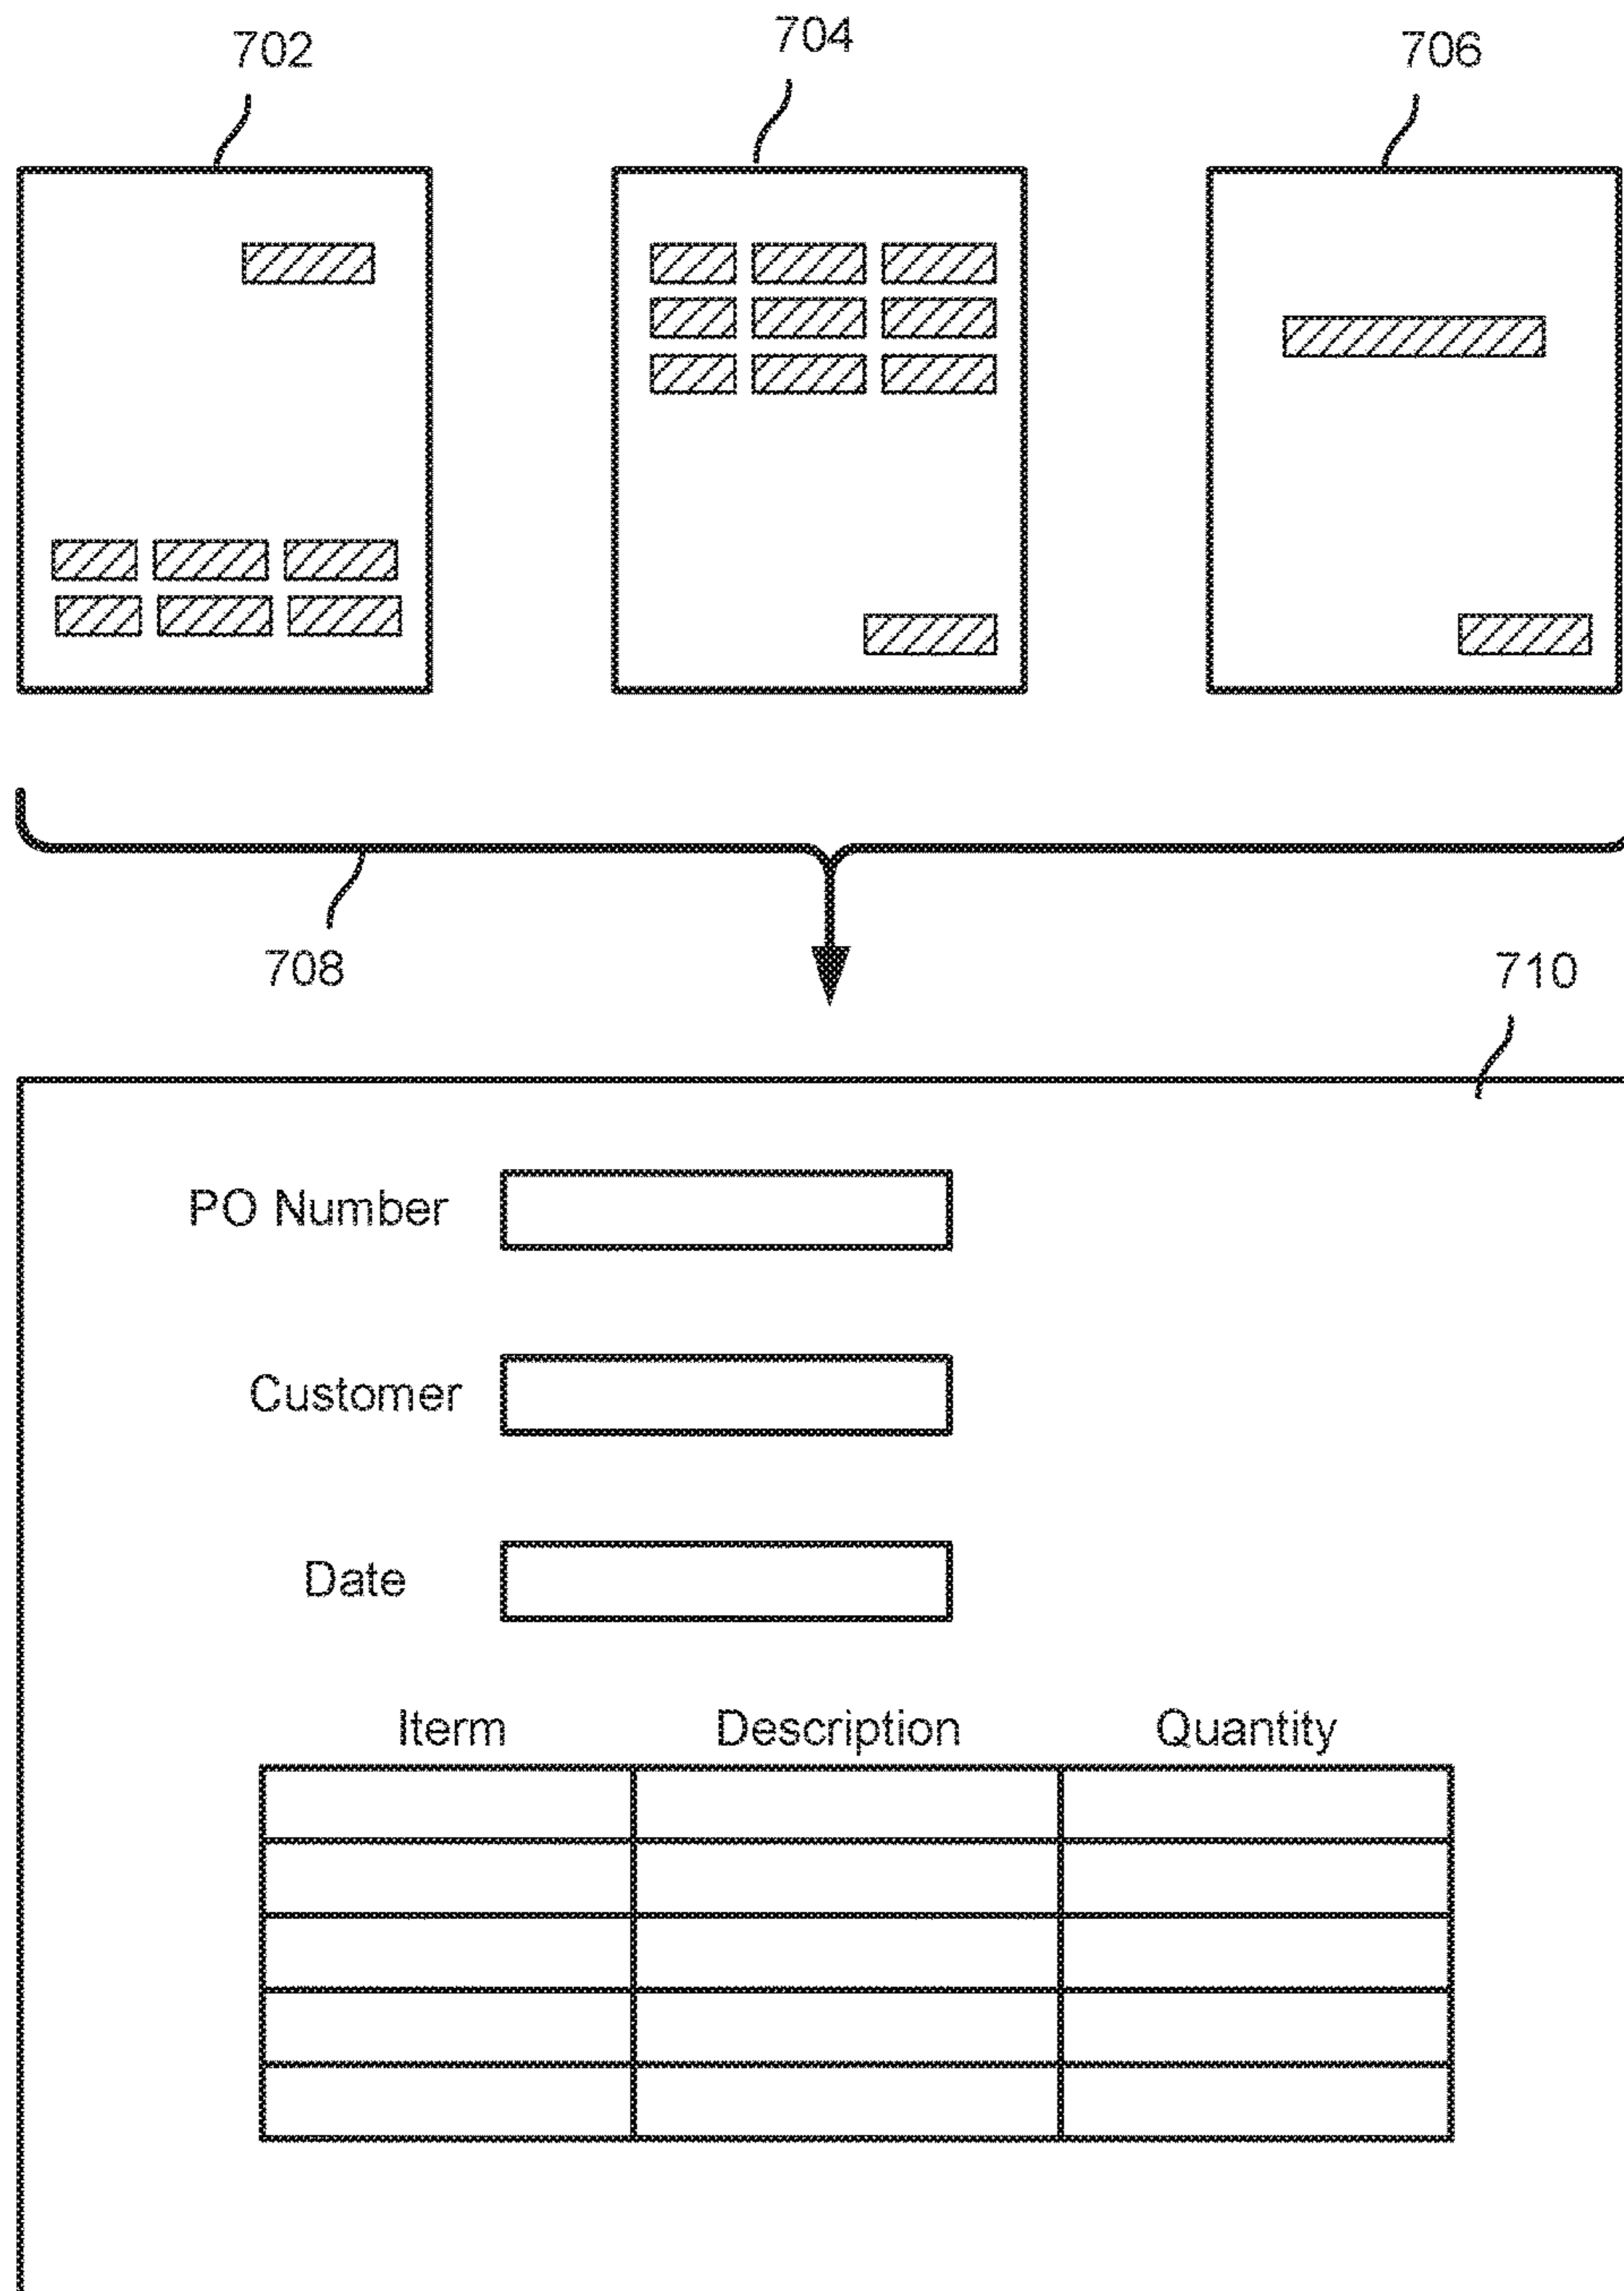 702 704 706
708
710
PO Number
Customer
Date
Iterm Description Quantity